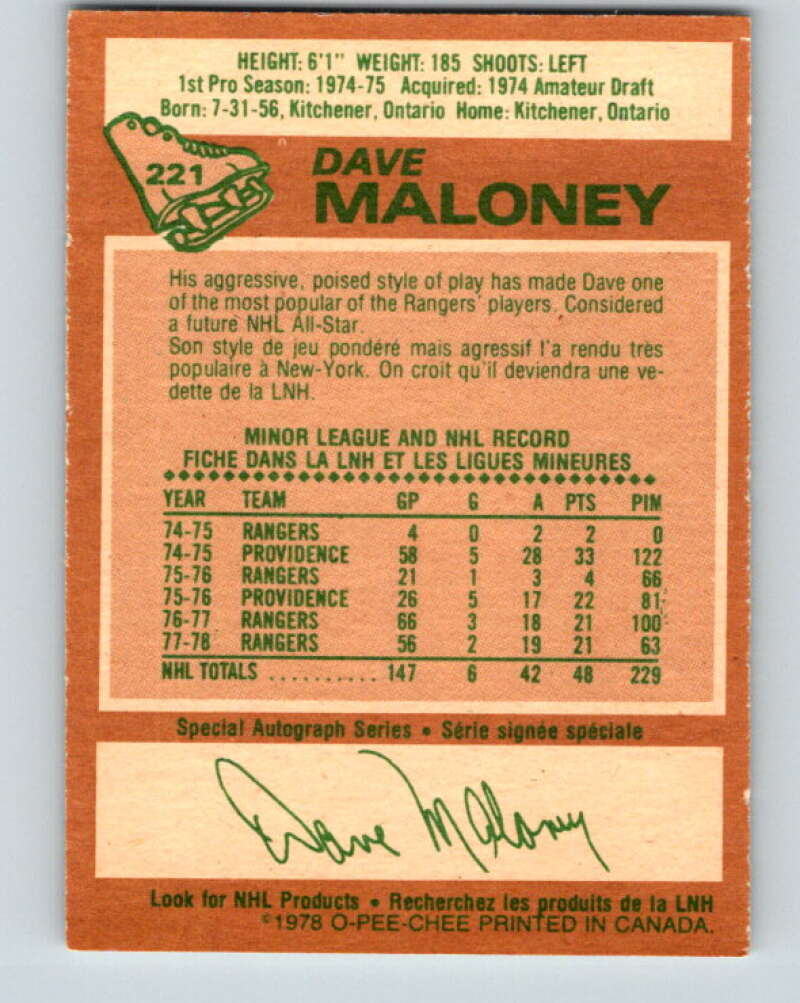 HEIGHT: 6'1" WEIGHT: 185 SHOOTS: LEFT
1st Pro Season: 1974-75 Acquired: 1974 Amateur Draft
Born: 7-31-56, Kitchener, Ontario Home: Kitchener, Ontario
221
DAVE
MALONEY
His aggressive, poised style of play has made Dave one
of the most popular of the Rangers' players. Considered
a future NHL All-Star.
Son style de jeu pondéré mais agressif l'a rendu très
populaire à New-York. On croit qu'il deviendra une ve-
dette de la LNH.
MINOR LEAGUE AND NHL RECORD
FICHE DANS LA LNH ET LES LIGUES MINEURES
YEAR TEAM GP G A PTS PIM
74-75 RANGERS 4 0 2 2 0
74-75 PROVIDENCE 58 5 28 33 122
75-76 RANGERS 21 1 3 4 66
75-76 PROVIDENCE 26 5 17 22 81
76-77 RANGERS 66 3 18 21 100
77-78 RANGERS 56 2 19 21 63
NHL TOTALS .......... 147 6 42 48 229
Special Autograph Series • Série signée spéciale
Dave Maloney
Look for NHL Products • Recherchez les produits de la LNH
©1978 O-PEE-CHEE PRINTED IN CANADA.